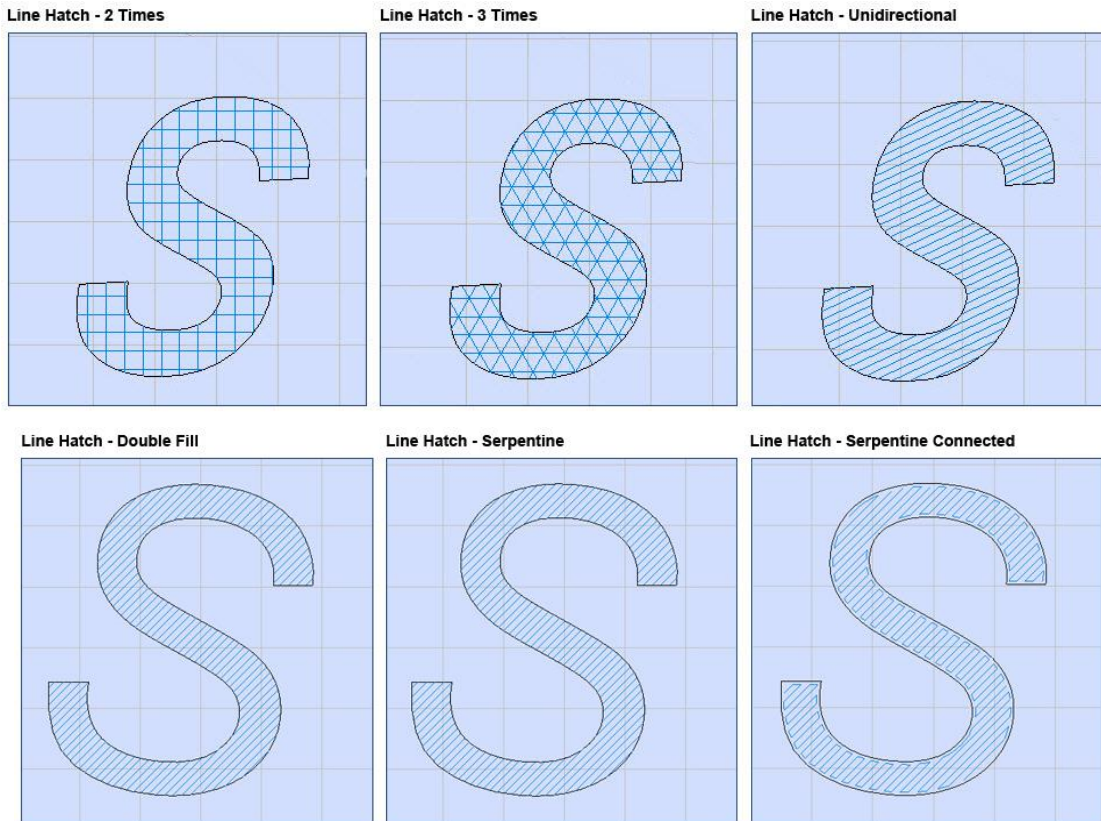 Line Hatch - 2 Times
Line Hatch - 3 Times
Line Hatch - Unidirectional
S
S
S
Line Hatch - Double Fill
Line Hatch - Serpentine
Line Hatch - Serpentine Connected
S
S
S